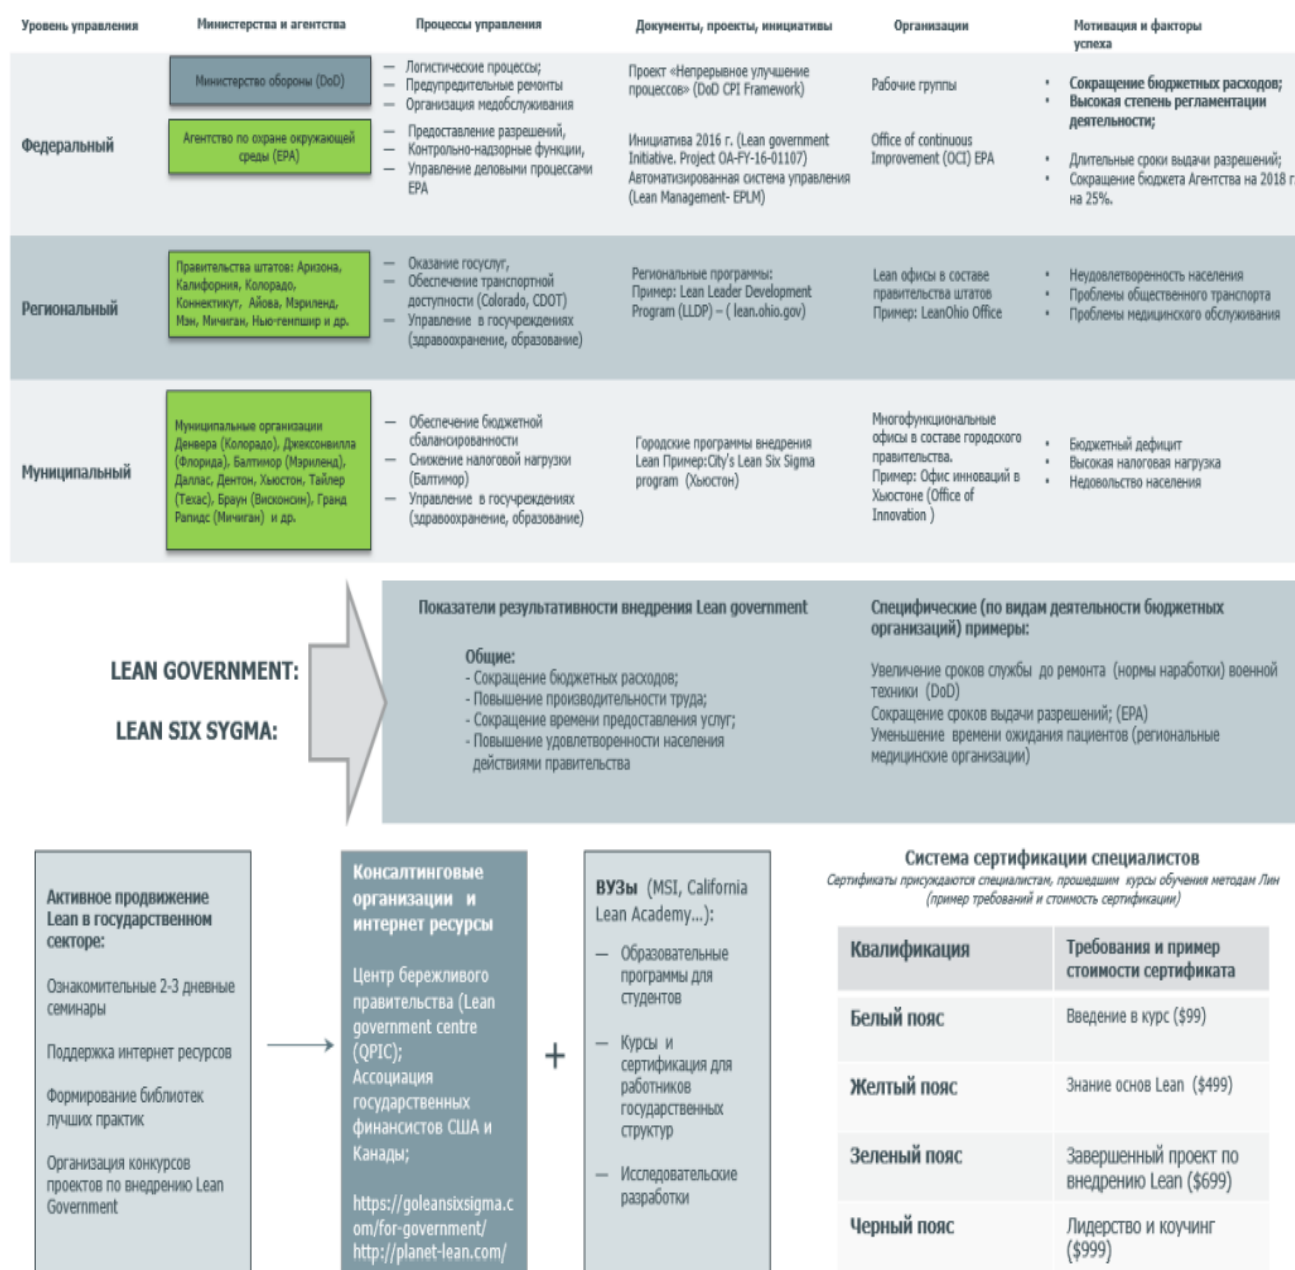 Уровень управления
Министерства и агентства
Процессы управления
Документы, проекты, инициативы
Организации
Мотивация и факторы
успеха
Федеральный
Министерство обороны (DoD)
— Логистические процессы;
— Предупредительные ремонты
— Организация медобслуживания
Проект «Непрерывное улучшение
процессов» (DoD CPI Framework)
Рабочие группы
• Сокращение бюджетных расходов;
• Высокая степень регламентации
деятельности;
Агентство по охране окружающей
среды (EPA)
— Предоставление разрешений,
— Контрольно-надзорные функции,
— Управление деловыми процессами
EPA
Инициатива 2016 г. (Lean government
Initiative. Project OA-FY-16-01107)
Автоматизированная система управления
(Lean Management- EPLM)
Office of continuous
Improvement (OCI) EPA
• Длительные сроки выдачи разрешений;
• Сокращение бюджета Агентства на 2018 г.
на 25%.
Региональный
Правительства штатов: Аризона,
Калифорния, Колорадо,
Коннектикут, Айова, Мэриленд,
Мэн, Мичиган, Нью-гемпшир и др.
— Оказание госуслуг,
— Обеспечение транспортной
доступности (Colorado, CDOT)
— Управление в госучреждениях
(здравоохранение, образование)
Региональные программы:
Пример: Lean Leader Development
Program (LLDP) – ( lean.ohio.gov)
Lean офисы в составе
правительства штатов
Пример: LeanOhio Office
• Неудовлетворенность населения
• Проблемы общественного транспорта
• Проблемы медицинского обслуживания
Муниципальный
Муниципальные организации
Денвера (Колорадо), Джексонвилла
(Флорида), Балтимор (Мэриленд),
Даллас, Дентон, Хьюстон, Тайлер
(Техас), Браун (Висконсин), Гранд
Рапидс (Мичиган) и др.
— Обеспечение бюджетной
сбалансированности
— Снижение налоговой нагрузки
(Балтимор)
— Управление в госучреждениях
(здравоохранение, образование)
Городские программы внедрения
Lean Пример:City's Lean Six Sigma
program (Хьюстон)
Многофункциональные
офисы в составе городского
правительства.
Пример: Офис инноваций в
Хьюстоне (Office of
Innovation )
• Бюджетный дефицит
• Высокая налоговая нагрузка
• Недовольство населения
LEAN GOVERNMENT:
LEAN SIX SYGMA:
Показатели результативности внедрения Lean government
Общие:
- Сокращение бюджетных расходов;
- Повышение производительности труда;
- Сокращение времени предоставления услуг;
- Повышение удовлетворенности населения
действиями правительства
Специфические (по видам деятельности бюджетных
организаций) примеры:
Увеличение сроков службы до ремонта (нормы наработки) военной
техники (DoD)
Сокращение сроков выдачи разрешений; (EPA)
Уменьшение времени ожидания пациентов (региональные
медицинские организации)
Активное продвижение
Lean в государственном
секторе:
Ознакомительные 2-3 дневные
семинары
Поддержка интернет ресурсов
Формирование библиотек
лучших практик
Организация конкурсов
проектов по внедрению Lean
Government
Консалтинговые
организации и
интернет ресурсы
Центр бережливого
правительства (Lean
government centre
(QPIC);
Ассоциация
государственных
финансистов США и
Канады;
https://goleansixsigma.c
om/for-government/
http://planet-lean.com/
+
ВУЗы (MSI, California
Lean Academy...):
— Образовательные
программы для
студентов
— Курсы и
сертификация для
работников
государственных
структур
— Исследовательские
разработки
Система сертификации специалистов
Сертификаты присуждаются специалистам, прошедшим курсы обучения методам Лин
(пример требований и стоимость сертификации)
Квалификация
Требования и пример
стоимости сертификата
Белый пояс
Введение в курс ($99)
Желтый пояс
Знание основ Lean ($499)
Зеленый пояс
Завершенный проект по
внедрению Lean ($699)
Черный пояс
Лидерство и коучинг
($999)